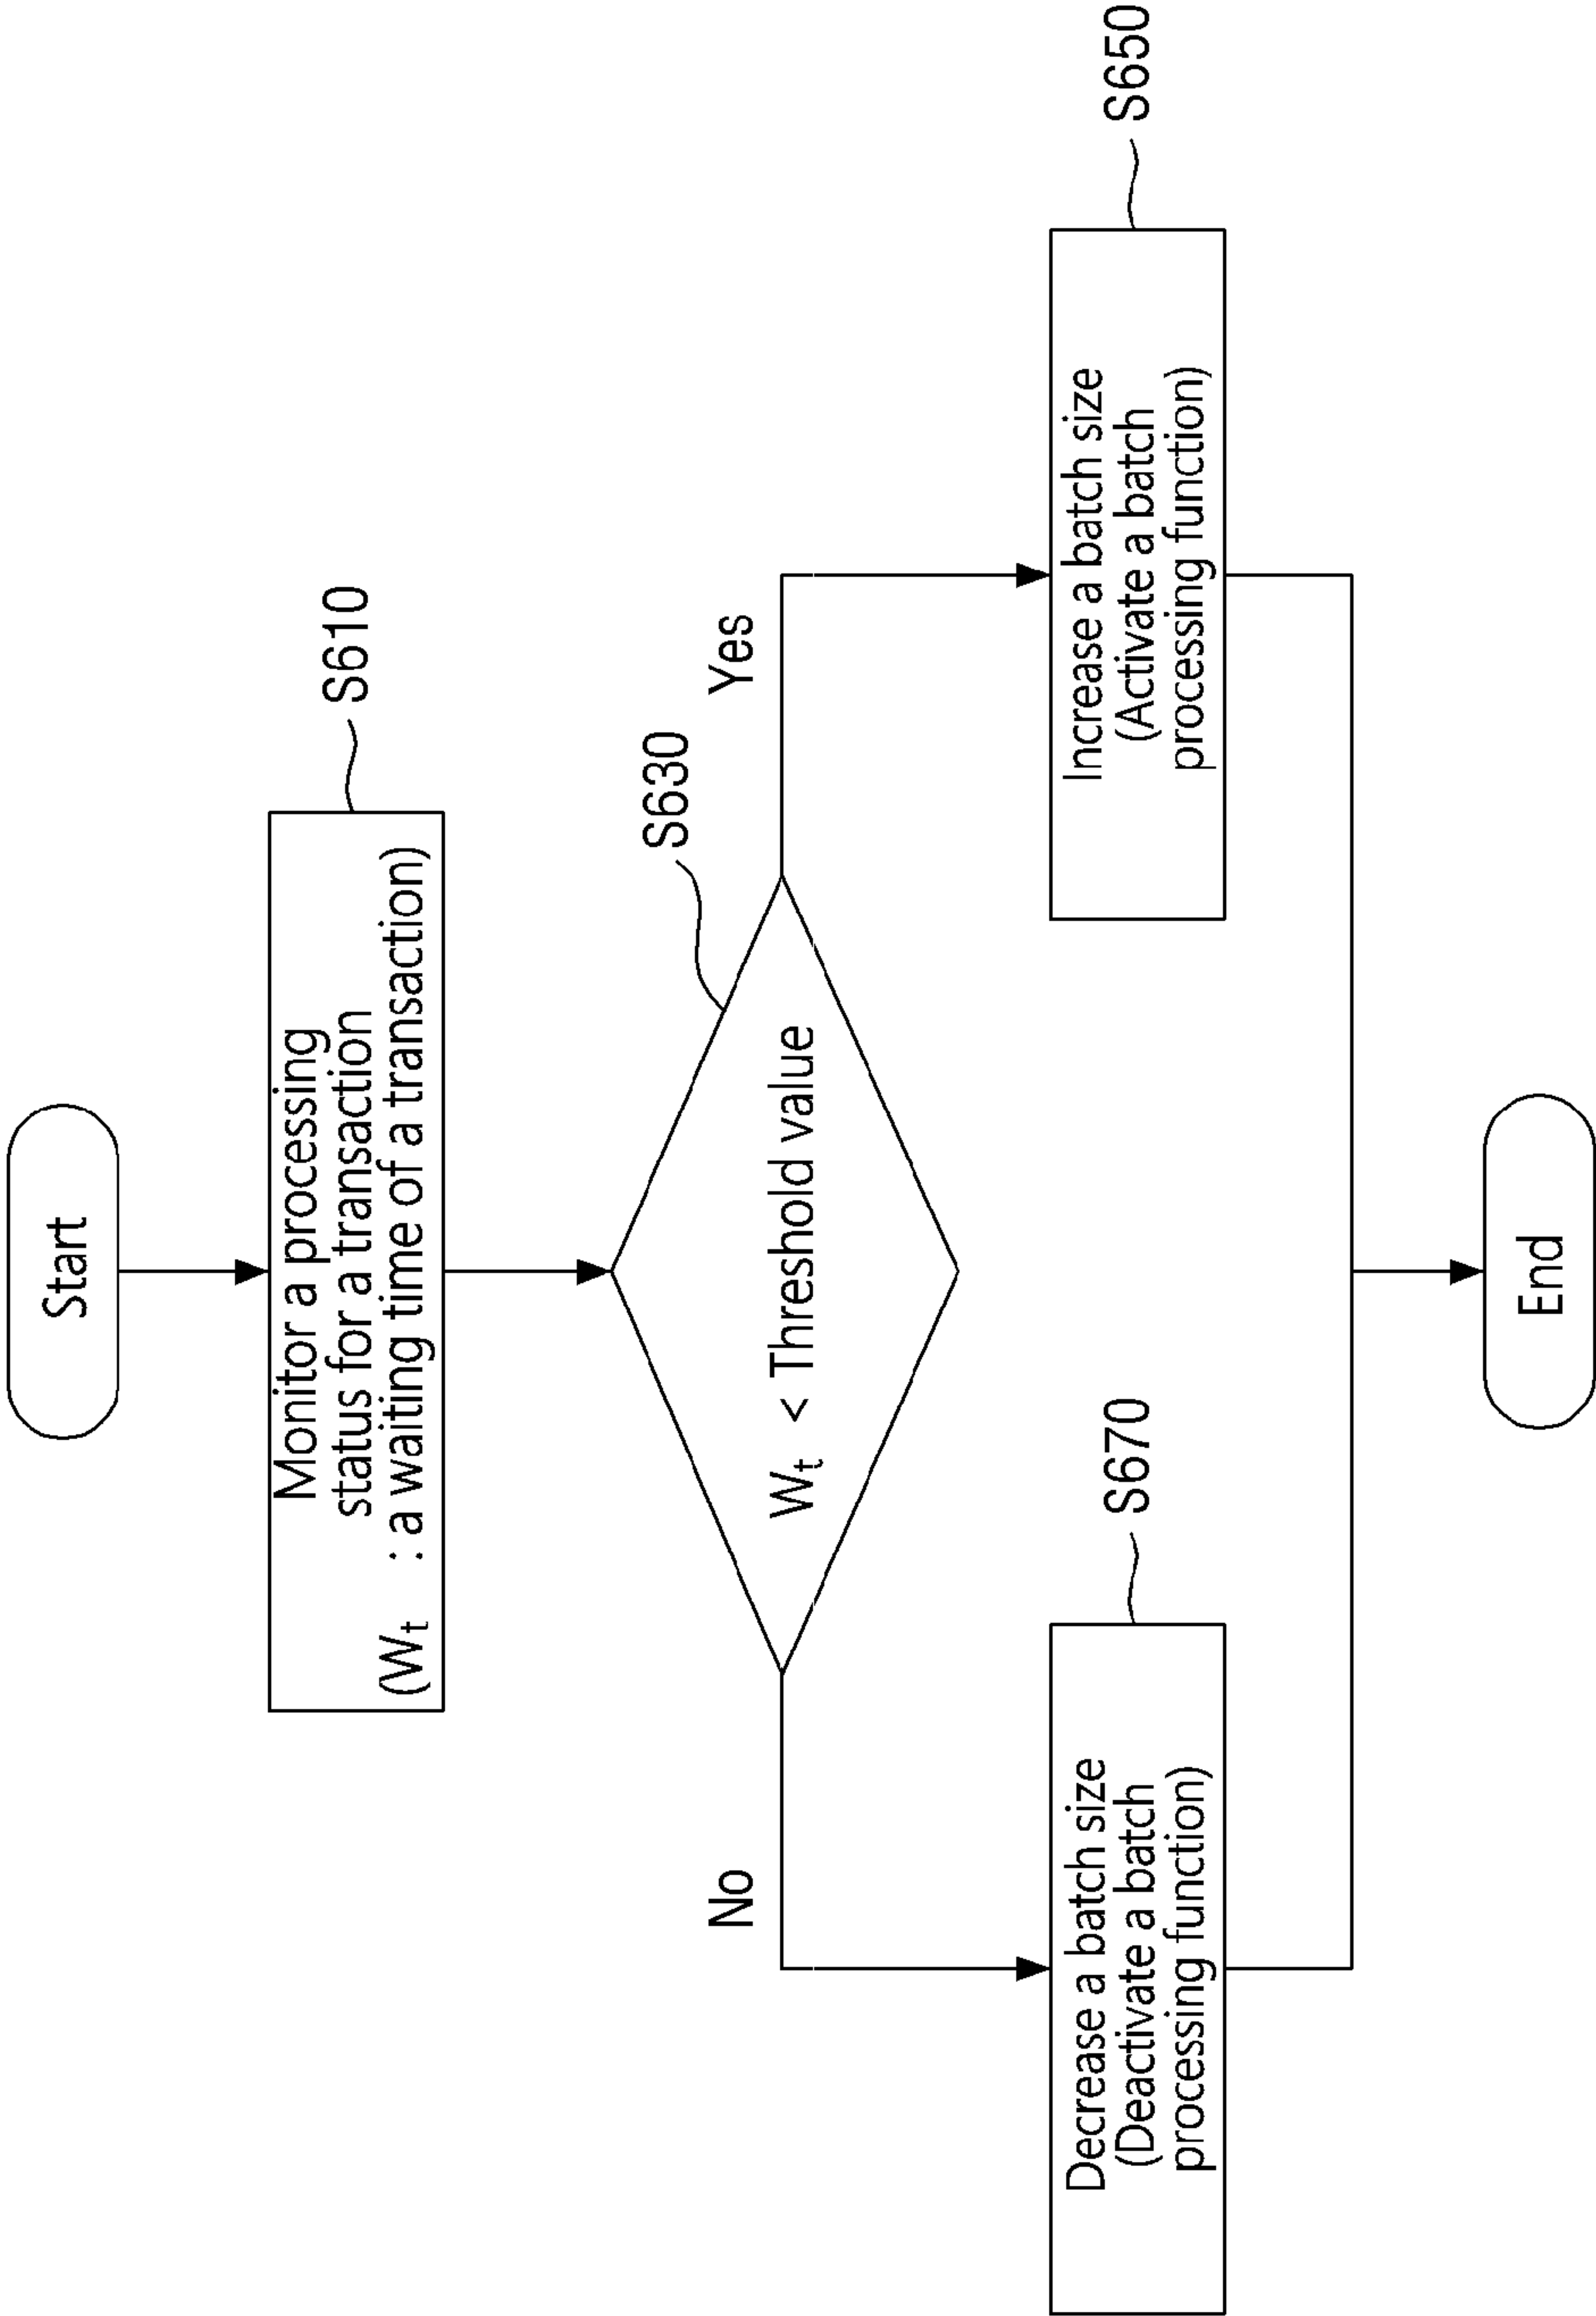 Start
Monitor a processing
status for a transaction
(Wt : a waiting time of a transaction)
S610
Wt < Threshold value
S630
No
Yes
Decrease a batch size
(Deactivate a batch
processing function)
S670
Increase a batch size
(Activate a batch
processing function)
S650
End